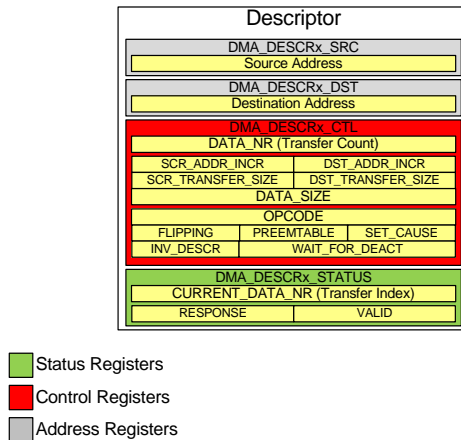 Descriptor
DMA_DESCRx_SRC
Source Address
DMA_DESCRx_DST
Destination Address
DMA_DESCRx_CTL
DATA_NR (Transfer Count)
SCR_ADDR_INCR DST_ADDR_INCR
SCR_TRANSFER_SIZE DST_TRANSFER_SIZE
DATA_SIZE
OPCODE
FLIPPING PREEMTABLE SET_CAUSE
INV_DESCR WAIT_FOR_DEACT
DMA_DESCRx_STATUS
CURRENT_DATA_NR (Transfer Index)
RESPONSE VALID
Status Registers
Control Registers
Address Registers